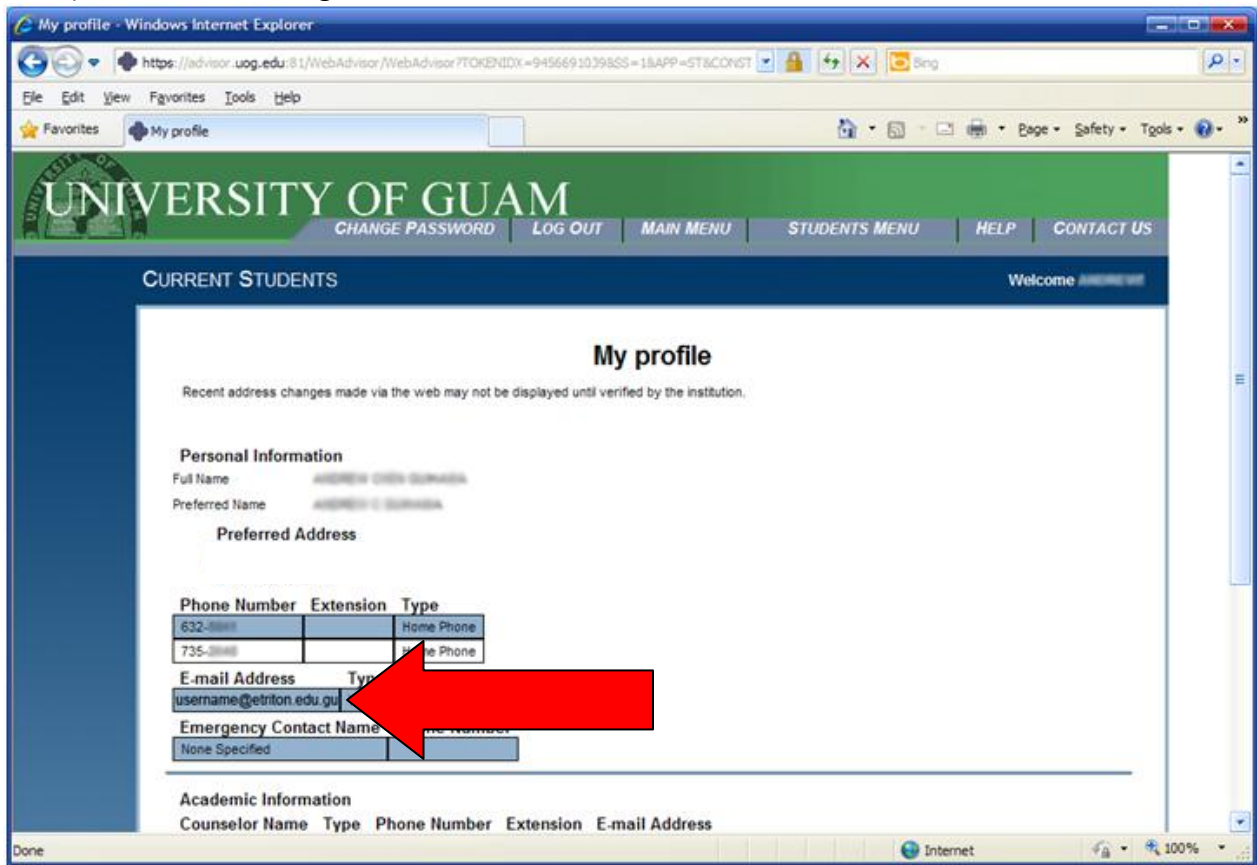 My profile - Windows Internet Explorer
https://advisor.uog.edu:81/WebAdvisor/WebAdvisor?TOKENIDX=9456691039&SS=1&APP=ST&CONST
Bing
File Edit View Favorites Tools Help
Favorites My profile Page Safety Tools
UNIVERSITY OF GUAM
CHANGE PASSWORD LOG OUT MAIN MENU STUDENTS MENU HELP CONTACT US
CURRENT STUDENTS Welcome
My profile
Recent address changes made via the web may not be displayed until verified by the institution.
Personal Information
Full Name
Preferred Name
Preferred Address
Phone Number Extension Type
632- Home Phone
735- Phone
E-mail Address
username@etriton.edu.gu
Emergency Contact Name Number
None Specified
Academic Information
Counselor Name Type Phone Number Extension E-mail Address
Done Internet 100%